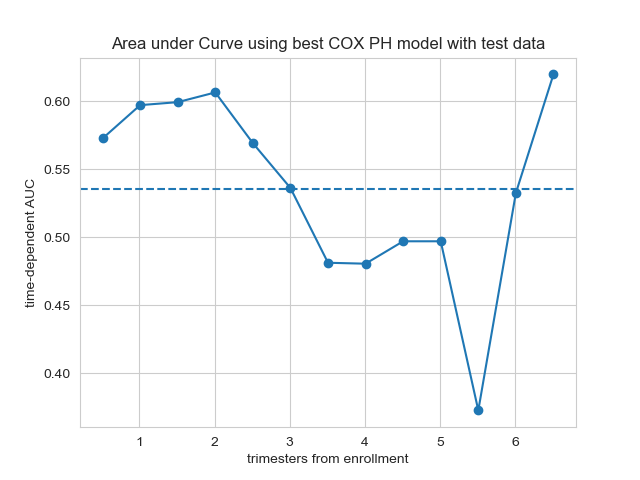 Area under Curve using best COX PH model with test data
time-dependent AUC
0.60
0.55
0.50
0.45
0.40
1 2 3 4 5 6
trimesters from enrollment